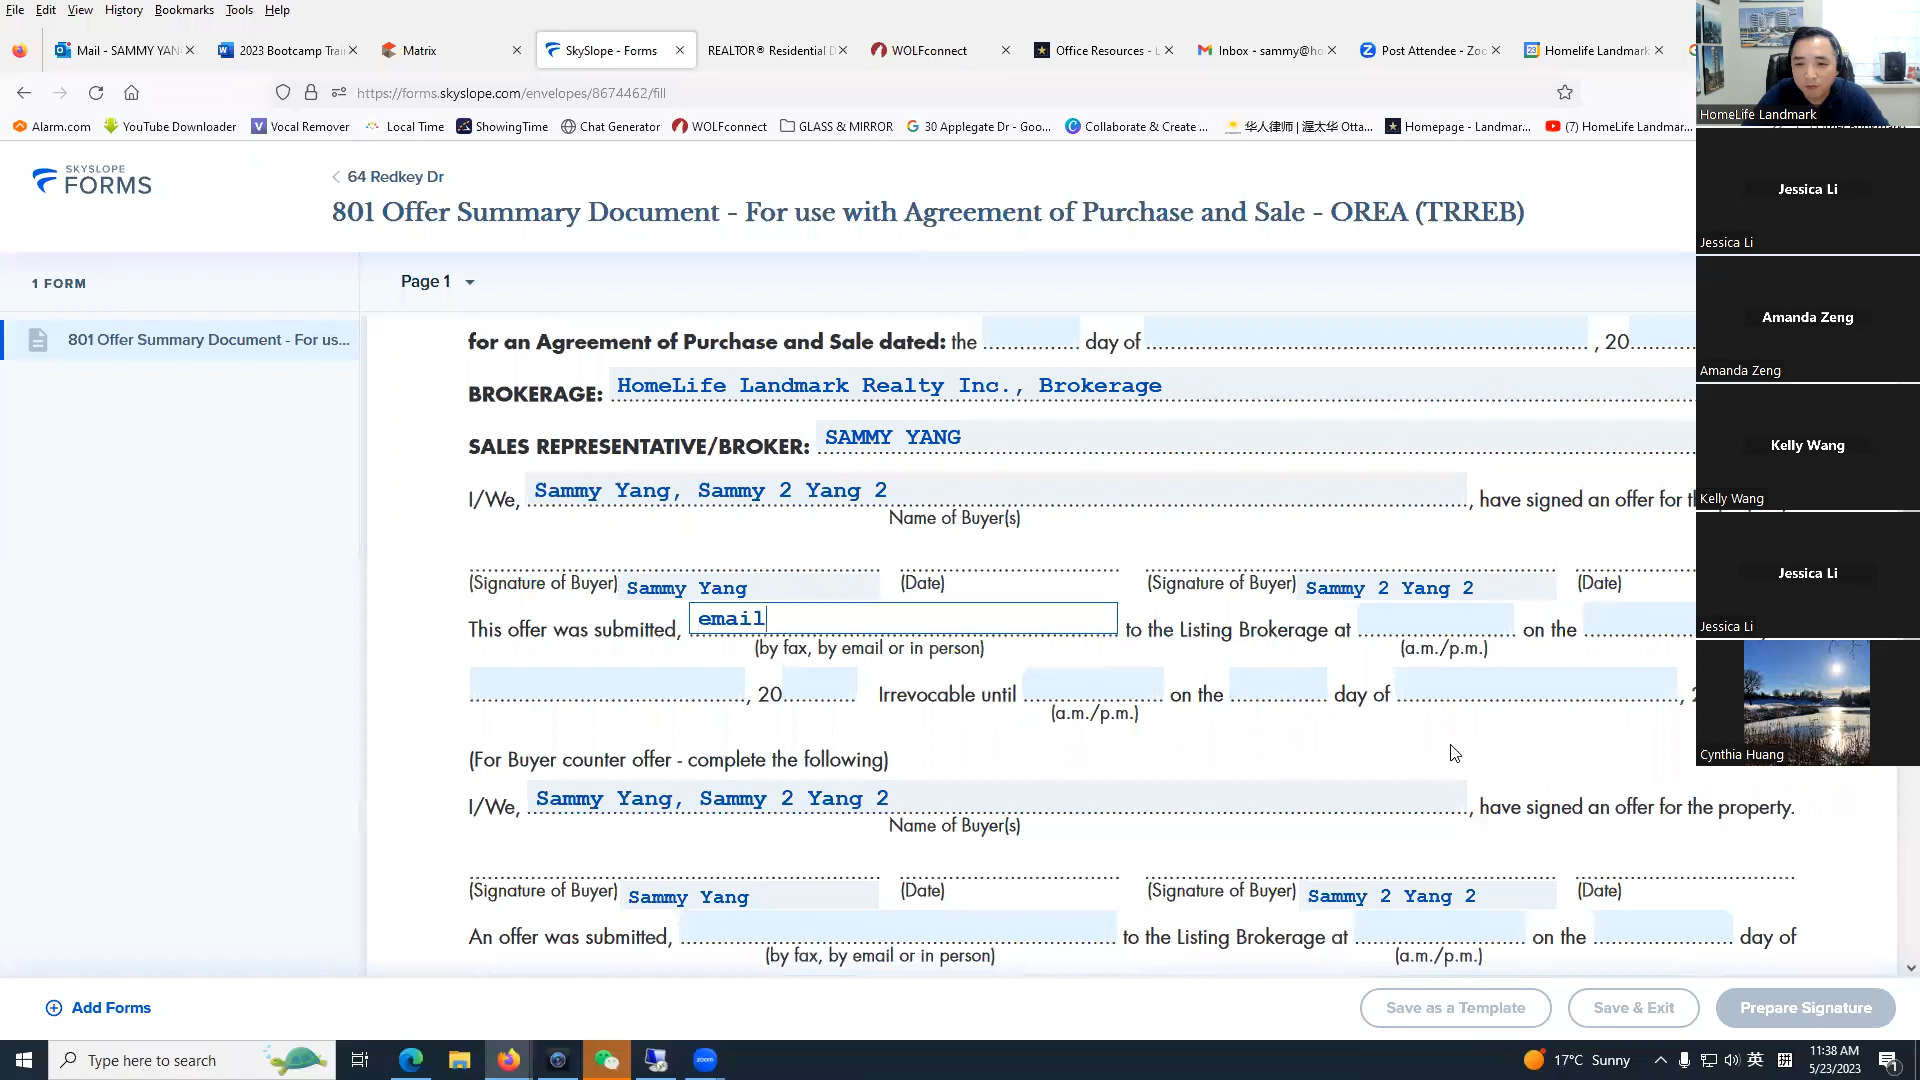 File Edit View History Bookmarks Tools Help
Mail - SAMMY YANG
2023 Bootcamp Trai
Matrix
SkySlope - Forms
REALTOR® Residential D
WOLFconnect
Office Resources - L
Inbox - sammy@ho
Post Attendee - Zoo
Homelife Landmark
https://forms.skyslope.com/envelopes/8674462/fill
Alarm.com YouTube Downloader Vocal Remover Local Time ShowingTime Chat Generator WOLFconnect GLASS & MIRROR 30 Applegate Dr - Goo... Collaborate & Create ... 华人律师 | 渥太华 Otta... Homepage - Landmar... (7) HomeLife Landmar...
SKYSLOPE
FORMS
64 Redkey Dr
801 Offer Summary Document - For use with Agreement of Purchase and Sale - OREA (TRREB)
1 FORM
Page 1
801 Offer Summary Document - For us...
for an Agreement of Purchase and Sale dated: the day of , 20
BROKERAGE: HomeLife Landmark Realty Inc., Brokerage
SALES REPRESENTATIVE/BROKER: SAMMY YANG
I/We, Sammy Yang, Sammy 2 Yang 2 , have signed an offer for
Name of Buyer(s)
(Signature of Buyer) Sammy Yang (Date) (Signature of Buyer) Sammy 2 Yang 2 (Date)
This offer was submitted, email to the Listing Brokerage at on the
(by fax, by email or in person) (a.m./p.m.)
, 20 Irrevocable until on the day of ,
(a.m./p.m.)
(For Buyer counter offer - complete the following)
I/We, Sammy Yang, Sammy 2 Yang 2 , have signed an offer for the property.
Name of Buyer(s)
(Signature of Buyer) Sammy Yang (Date) (Signature of Buyer) Sammy 2 Yang 2 (Date)
An offer was submitted, to the Listing Brokerage at on the day of
(by fax, by email or in person) (a.m./p.m.)
Add Forms
Save as a Template
Save & Exit
Prepare Signature
HomeLife Landmark
Jessica Li
Jessica Li
Amanda Zeng
Amanda Zeng
Kelly Wang
Kelly Wang
Jessica Li
Jessica Li
Cynthia Huang
Type here to search
zoom
17°C Sunny
英
拼
11:38 AM
5/23/2023
1